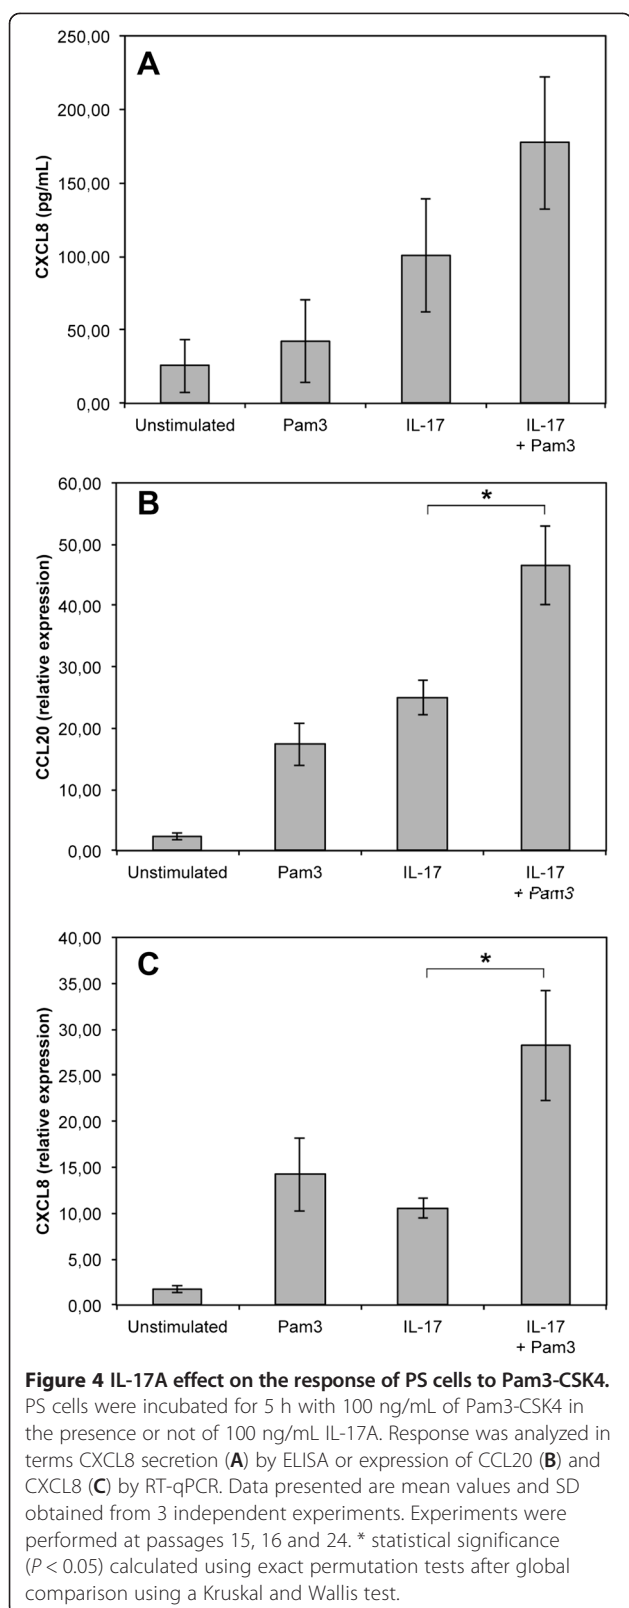 A
250,00
200,00
150,00
100,00
50,00
0,00
CXCL8 (pg/mL)
Unstimulated Pam3 IL-17 IL-17
+ Pam3
B
*
60,00
50,00
40,00
30,00
20,00
10,00
0,00
CCL20 (relative expression)
Unstimulated Pam3 IL-17 IL-17
+ Pam3
C
*
40,00
35,00
30,00
25,00
20,00
15,00
10,00
5,00
0,00
CXCL8 (relative expression)
Unstimulated Pam3 IL-17 IL-17
+ Pam3
Figure 4 IL-17A effect on the response of PS cells to Pam3-CSK4.
PS cells were incubated for 5 h with 100 ng/mL of Pam3-CSK4 in
the presence or not of 100 ng/mL IL-17A. Response was analyzed in
terms CXCL8 secretion (A) by ELISA or expression of CCL20 (B) and
CXCL8 (C) by RT-qPCR. Data presented are mean values and SD
obtained from 3 independent experiments. Experiments were
performed at passages 15, 16 and 24. * statistical significance
(P < 0.05) calculated using exact permutation tests after global
comparison using a Kruskal and Wallis test.